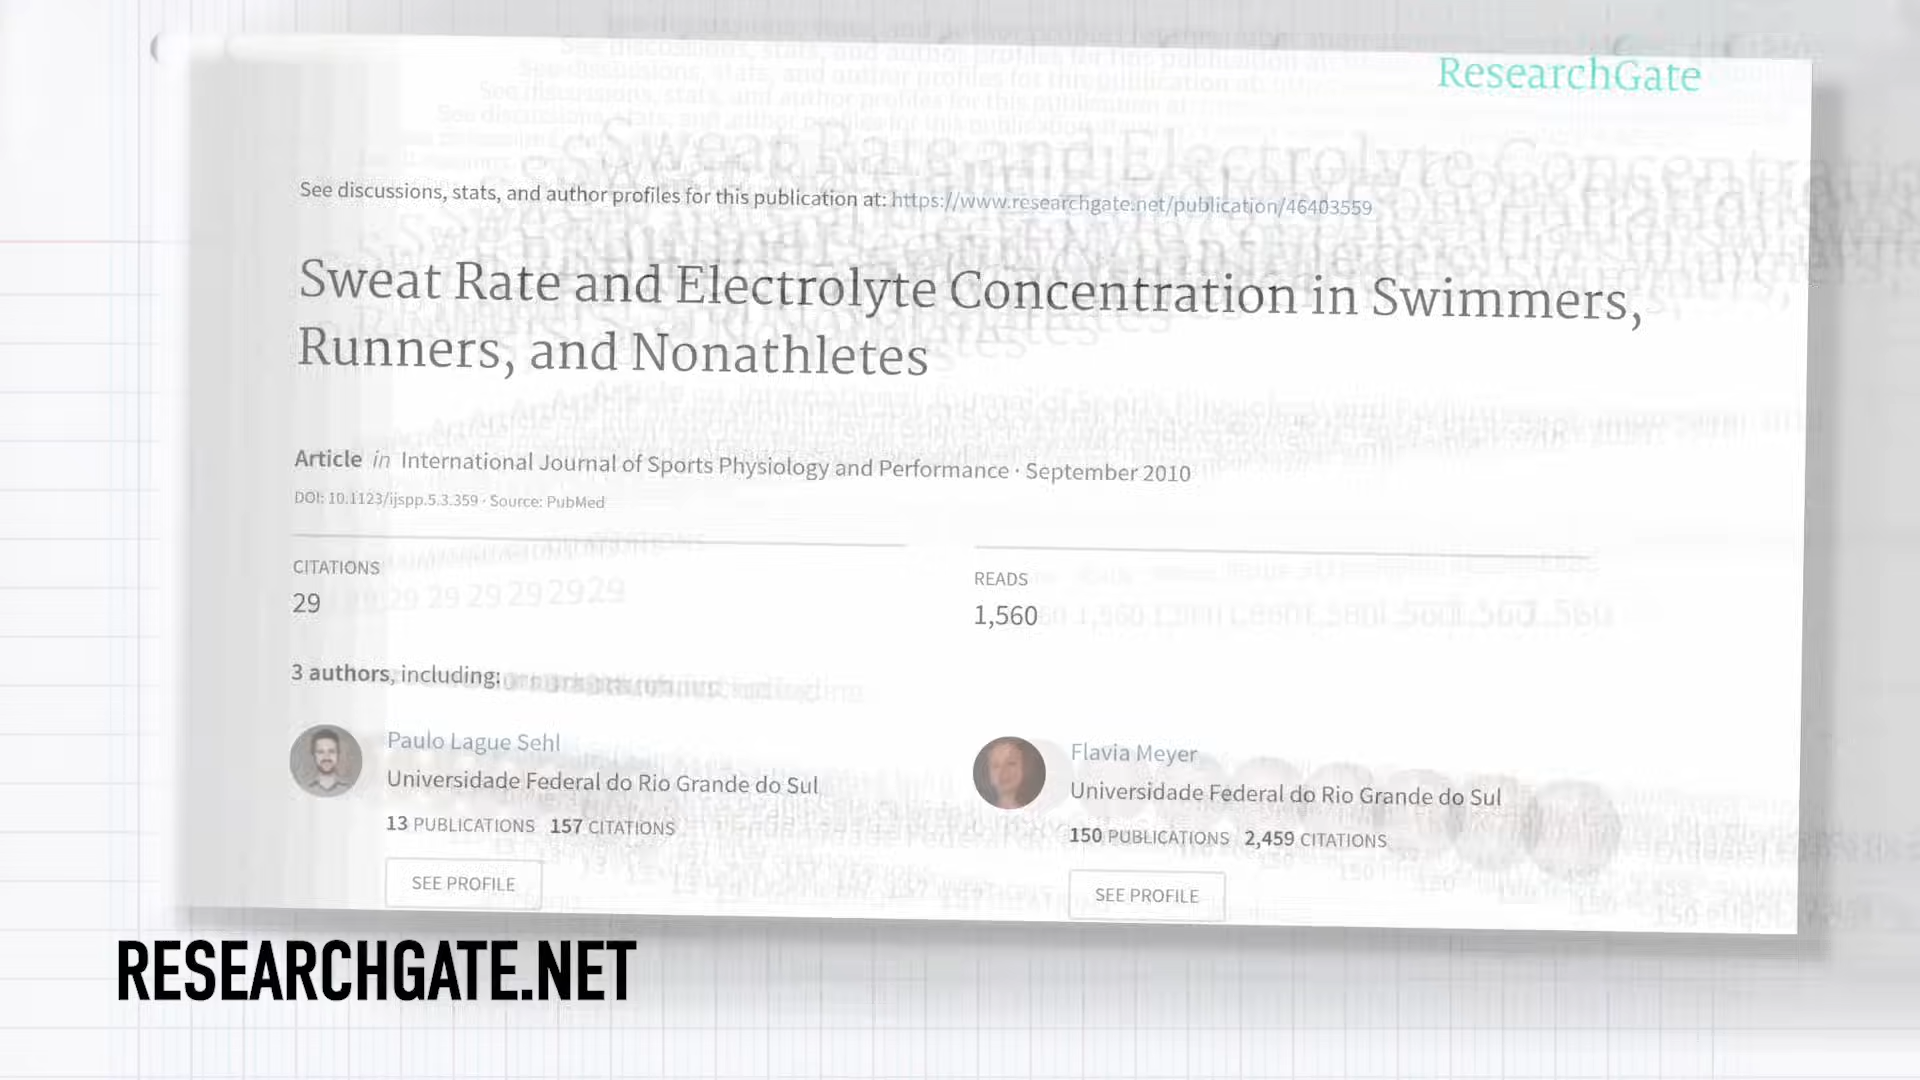 ResearchGate
See discussions, stats, and author profiles for this publication at: https://www.researchgate.net/publication/46403559
Sweat Rate and Electrolyte Concentration in Swimmers,
Runners, and Nonathletes
Article in International Journal of Sports Physiology and Performance · September 2010
DOI: 10.1123/ijspp.5.3.359 · Source: PubMed
CITATIONS
29
READS
1,560
3 authors, including:
Paulo Lague Sehl
Universidade Federal do Rio Grande do Sul
13 PUBLICATIONS 157 CITATIONS
SEE PROFILE
Flavia Meyer
Universidade Federal do Rio Grande do Sul
150 PUBLICATIONS 2,459 CITATIONS
SEE PROFILE
RESEARCHGATE.NET